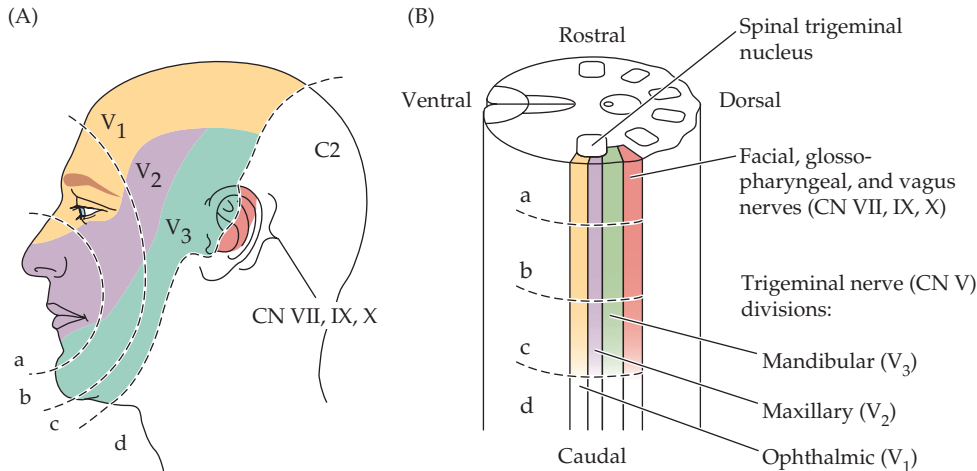 (A)
V1
V2
V3
C2
CN VII, IX, X
a
b
c
d
(B)
Rostral
Spinal trigeminal
nucleus
Ventral
Dorsal
Facial, glosso-
pharyngeal, and vagus
nerves (CN VII, IX, X)
a
b
c
d
Trigeminal nerve (CN V)
divisions:
Mandibular (V3)
Maxillary (V2)
Ophthalmic (V1)
Caudal